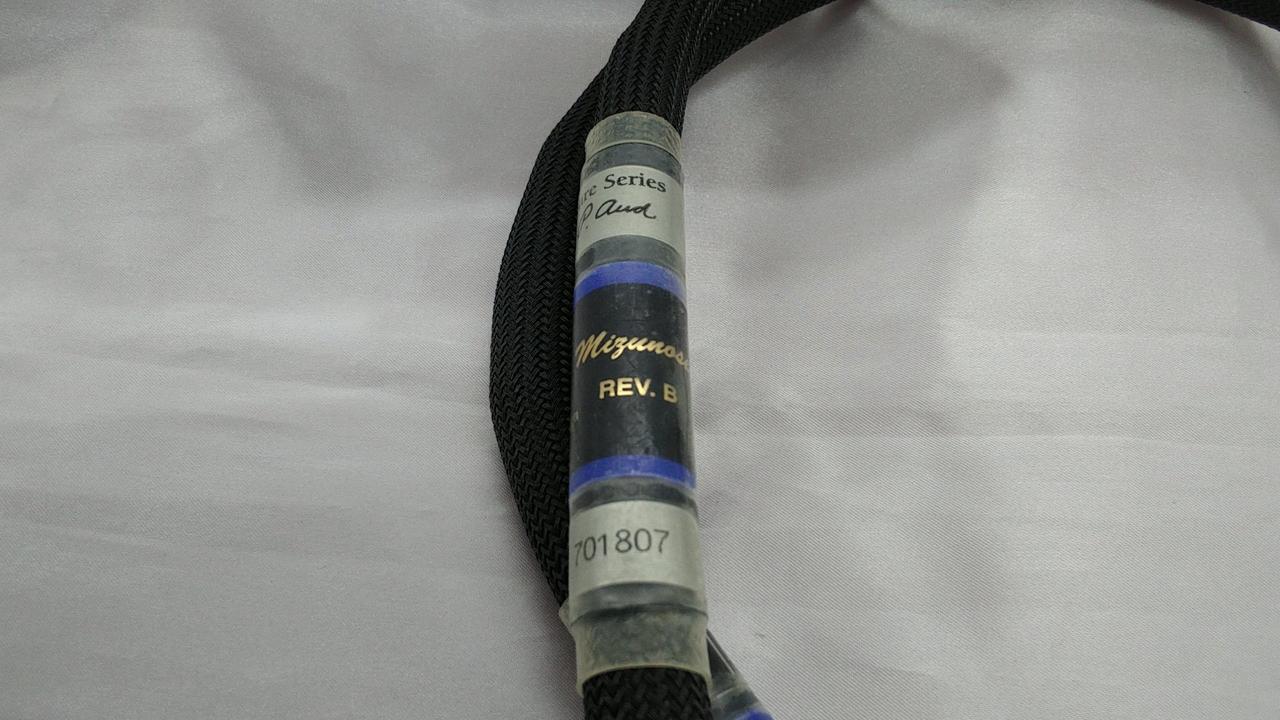 re Series
P. Aud
Mizunos
REV. B
701807